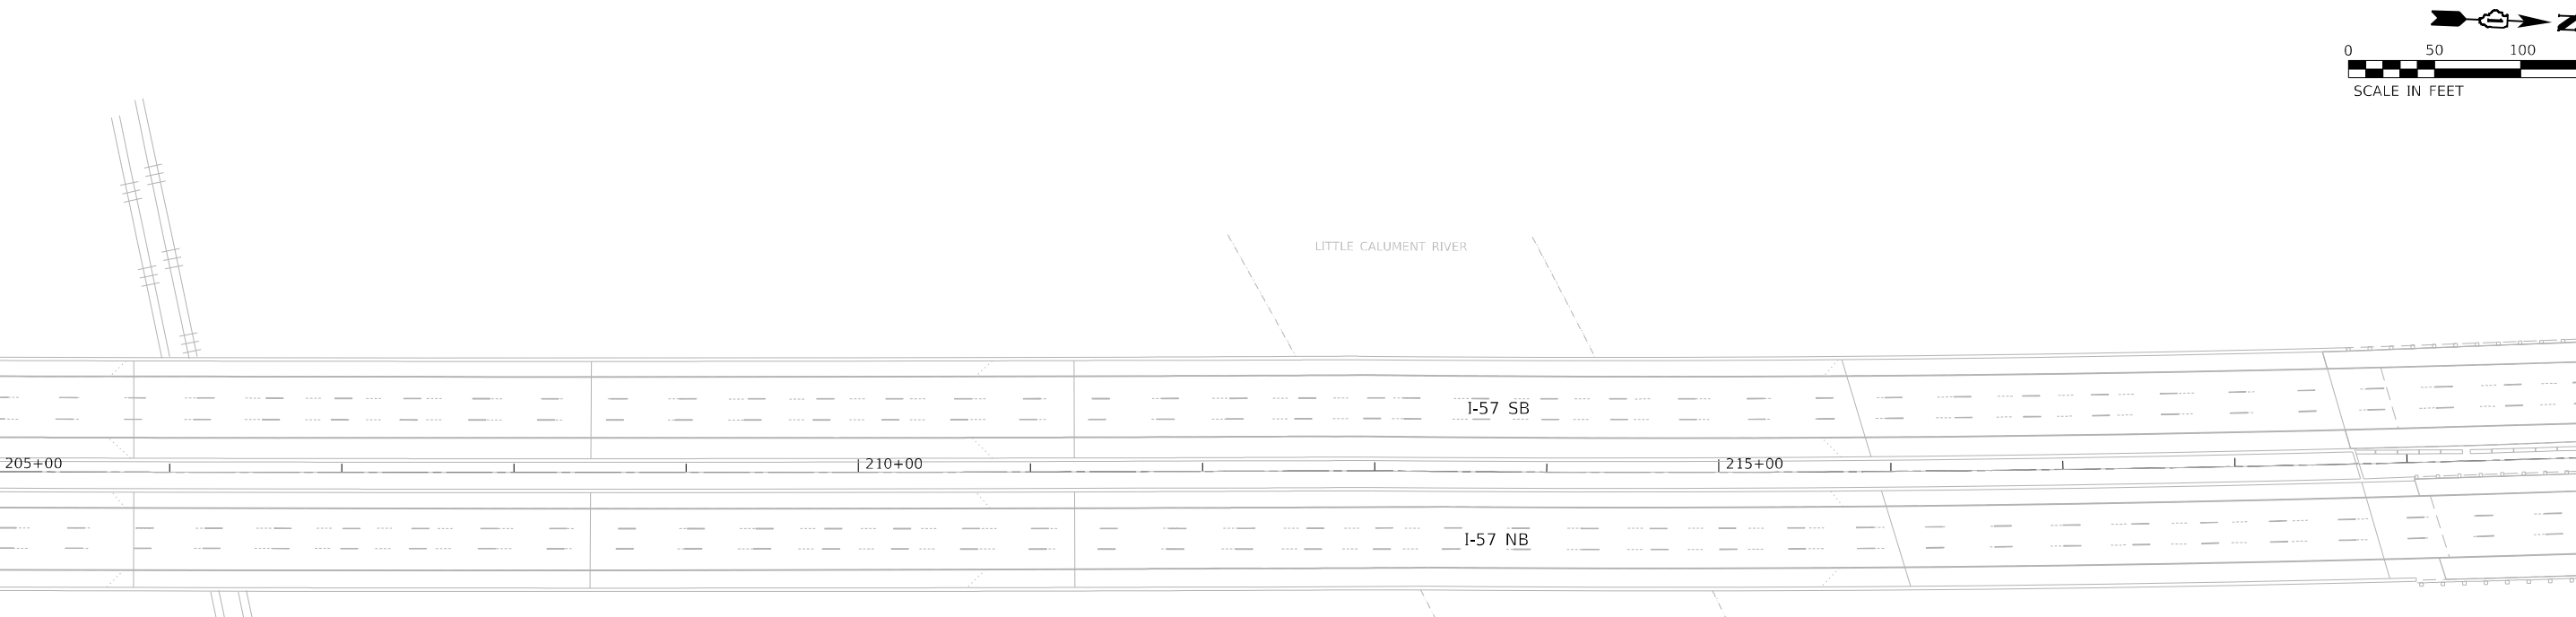 Z
0 50 100
SCALE IN FEET
LITTLE CALUMENT RIVER
I-57 SB
205+00 210+00 215+00
I-57 NB